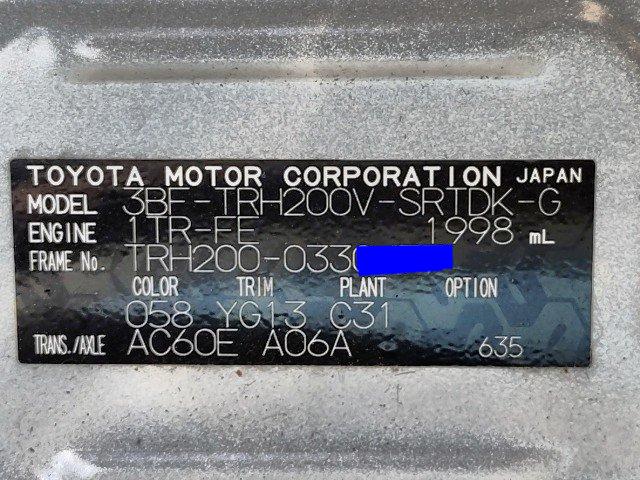 TOYOTA MOTOR CORPORATION JAPAN
MODEL 3BF-TRH200V-SRTDK-G
ENGINE 1TR-FE 1998 mL
FRAME No. TRH200-0330
COLOR TRIM PLANT OPTION
058 YG13 C31
TRANS./AXLE AC60E A06A 635